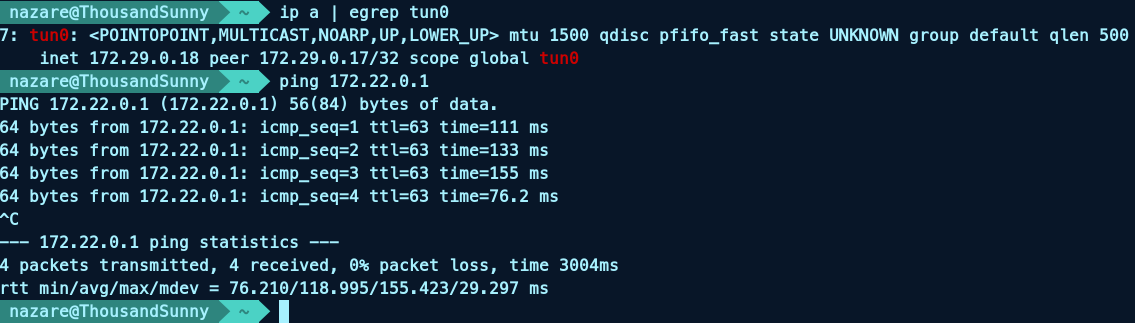 nazare@ThousandSunny ~ ip a | egrep tun0
7: tun0: <POINTOPOINT,MULTICAST,NOARP,UP,LOWER_UP> mtu 1500 qdisc pfifo_fast state UNKNOWN group default qlen 500
    inet 172.29.0.18 peer 172.29.0.17/32 scope global tun0
nazare@ThousandSunny ~ ping 172.22.0.1
PING 172.22.0.1 (172.22.0.1) 56(84) bytes of data.
64 bytes from 172.22.0.1: icmp_seq=1 ttl=63 time=111 ms
64 bytes from 172.22.0.1: icmp_seq=2 ttl=63 time=133 ms
64 bytes from 172.22.0.1: icmp_seq=3 ttl=63 time=155 ms
64 bytes from 172.22.0.1: icmp_seq=4 ttl=63 time=76.2 ms
^C
--- 172.22.0.1 ping statistics ---
4 packets transmitted, 4 received, 0% packet loss, time 3004ms
rtt min/avg/max/mdev = 76.210/118.995/155.423/29.297 ms
nazare@ThousandSunny ~